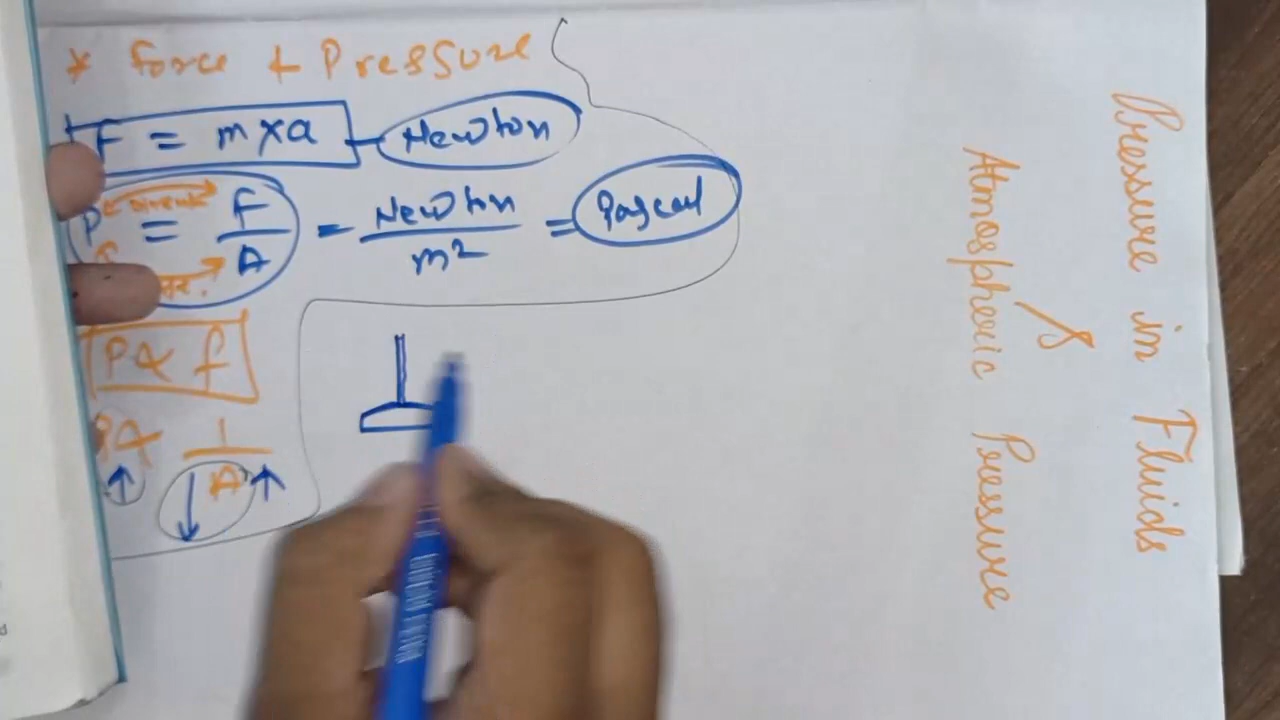 * Force + Pressure
F = m×a — Newton
P = F/A = Newton/m² = Pascal
P ∝ F
P ∝ 1/A
Pressure in Fluids
&
Atmospheric Pressure